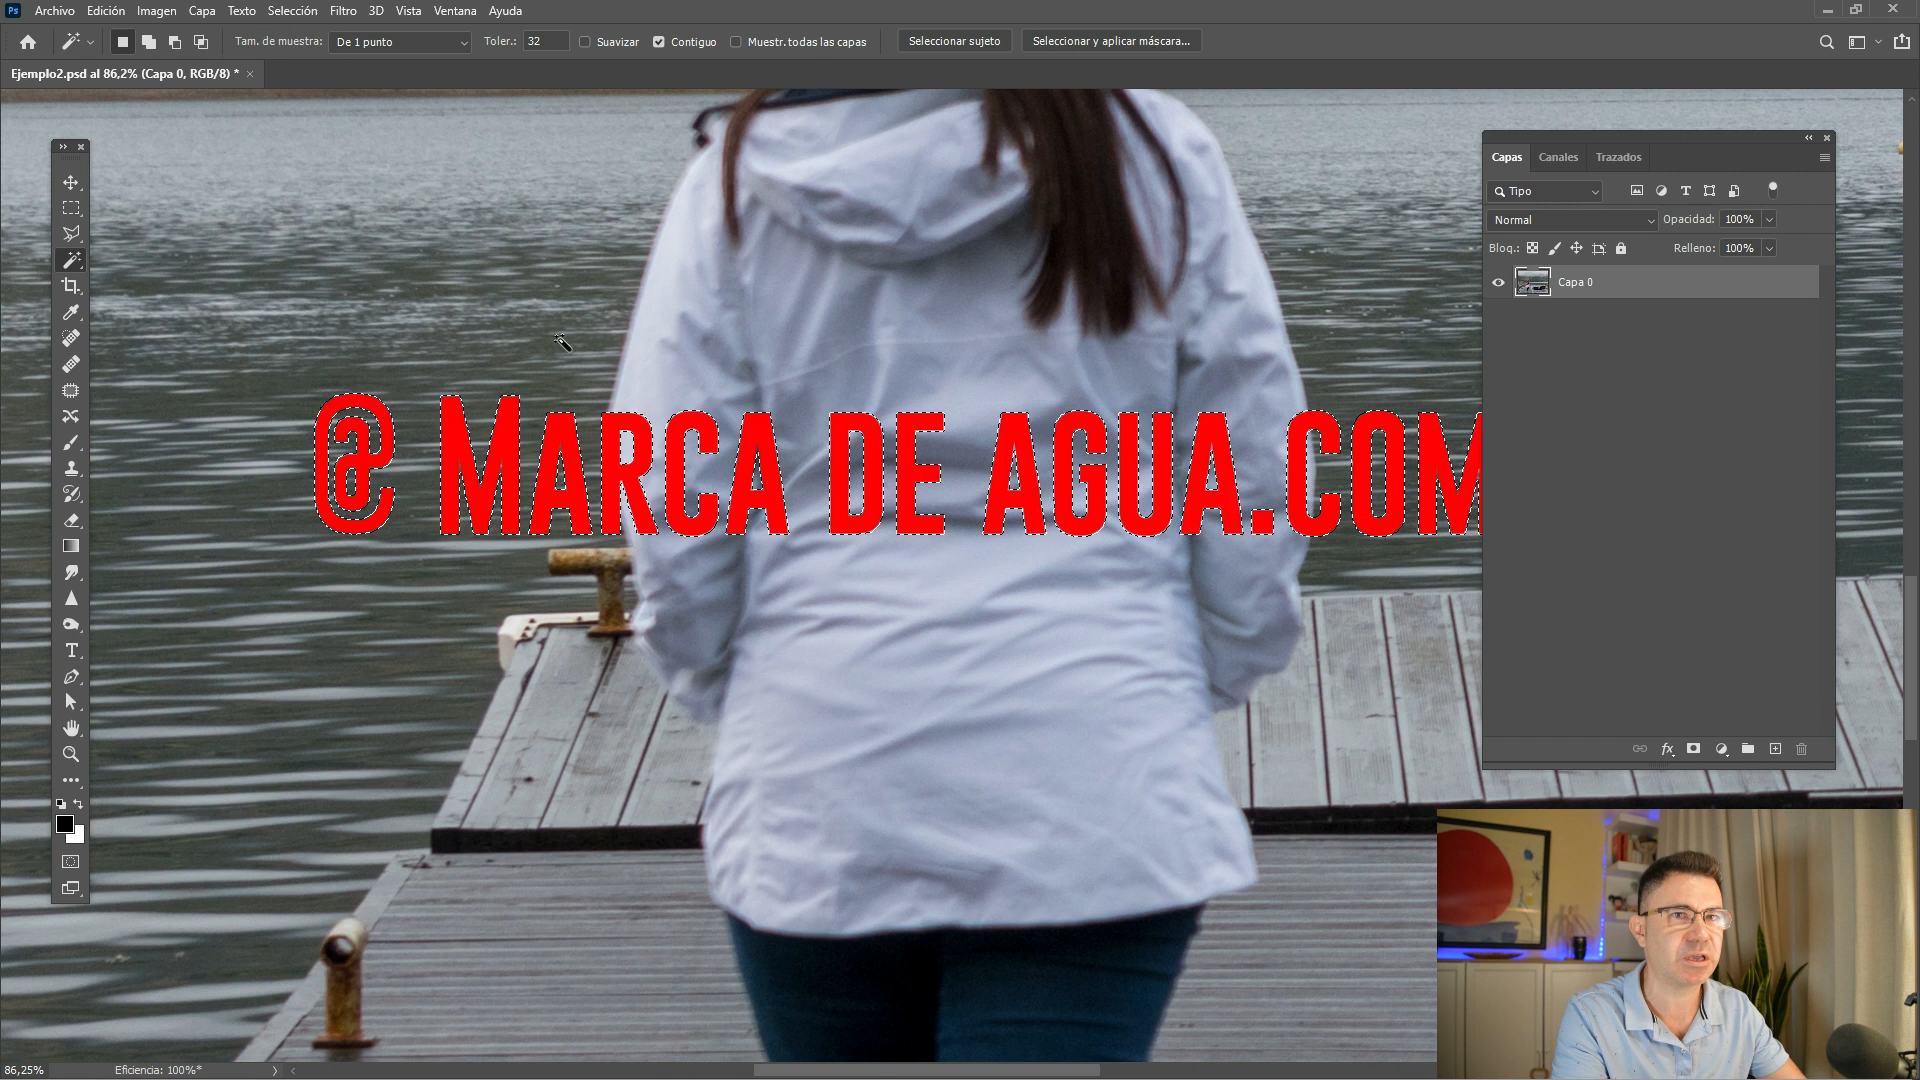 Ps Archivo Edición Imagen Capa Texto Selección Filtro 3D Vista Ventana Ayuda
Tam. de muestra: De 1 punto Toler.: 32 Suavizar Contiguo Muestr. todas las capas Seleccionar sujeto Seleccionar y aplicar máscara...
Ejemplo2.psd al 86,2% (Capa 0, RGB/8) *
Capas Canales Trazados
Tipo
Normal Opacidad: 100%
Bloq.: Relleno: 100%
Capa 0
fx
@ MARCA DE AGUA.COM
86,25% Eficiencia: 100%*